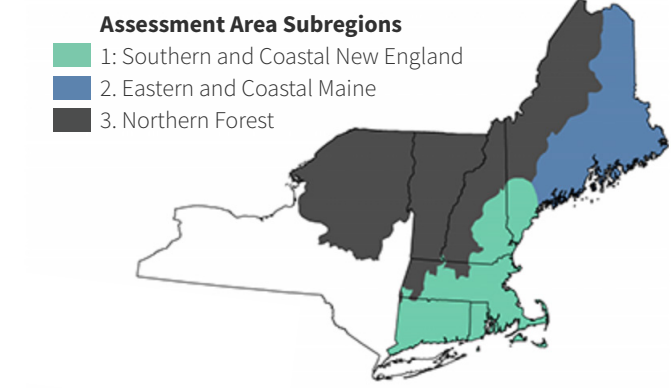 Assessment Area Subregions
1: Southern and Coastal New England
2. Eastern and Coastal Maine
3. Northern Forest